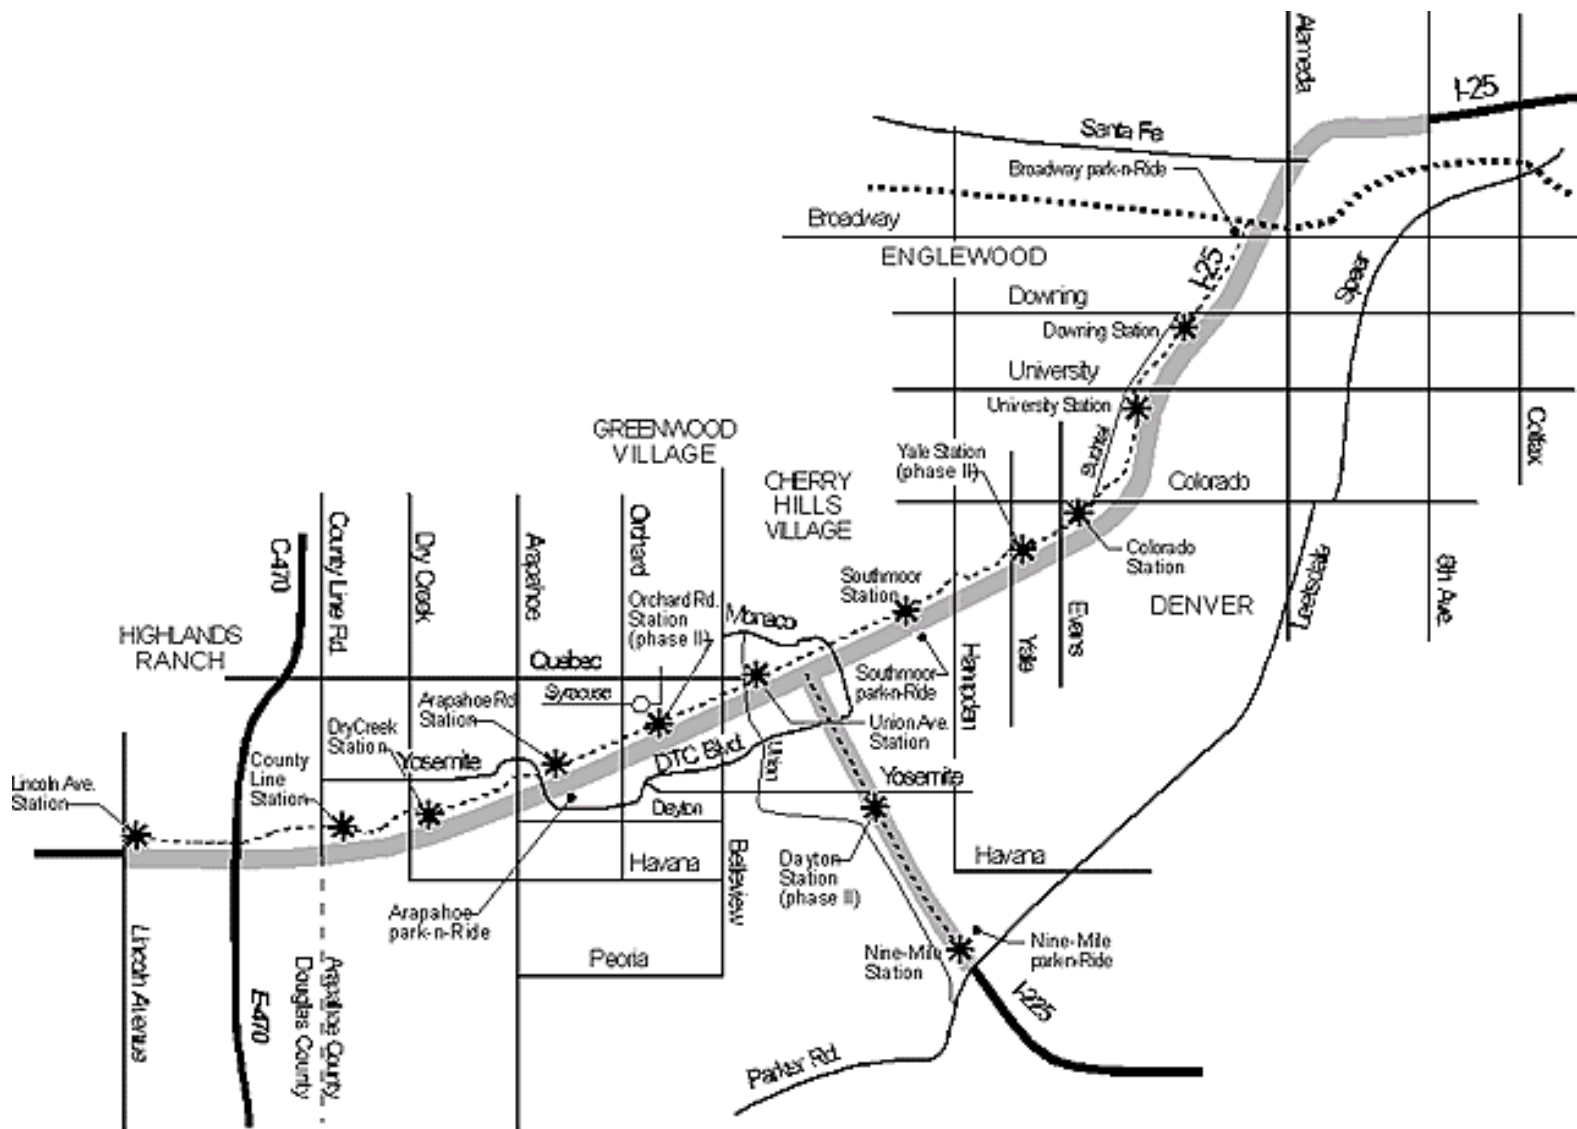 Alameda
I-25
Santa Fe
Broadway park-n-Ride
Broadway
ENGLEWOOD
I-25
Spear
Downing
Downing Station
University
University Station
Colfax
GREENWOOD
VILLAGE
Yale Station
(phase II)
CHERRY
HILLS
VILLAGE
Colorado
C-470
County Line Rd.
Dry Creek
Arapahoe
Orchard
Colorado
Station
Leetsdale
8th Ave.
Southmoor
Station
Orchard Rd.
Station
(phase II)
Monaco
DENVER
Evans
Yale
Hampden
HIGHLANDS
RANCH
Quebec
Syracuse
Southmoor
park-n-Ride
Arapahoe Rd
Station
Union Ave.
Station
Dry Creek
Station
DTC Blvd.
Union
Yosemite
Yosemite
County
Line
Station
Lincoln Ave.
Station
Deyton
Havana
Belleview
Dayton
Station
(phase II)
Havana
Arapahoe
park-n-Ride
Peoria
Nine-Mile
Station
Nine-Mile
park-n-Ride
Lincoln Avenue
E-470
Douglas County
Arapahoe County
I-225
Parker Rd.